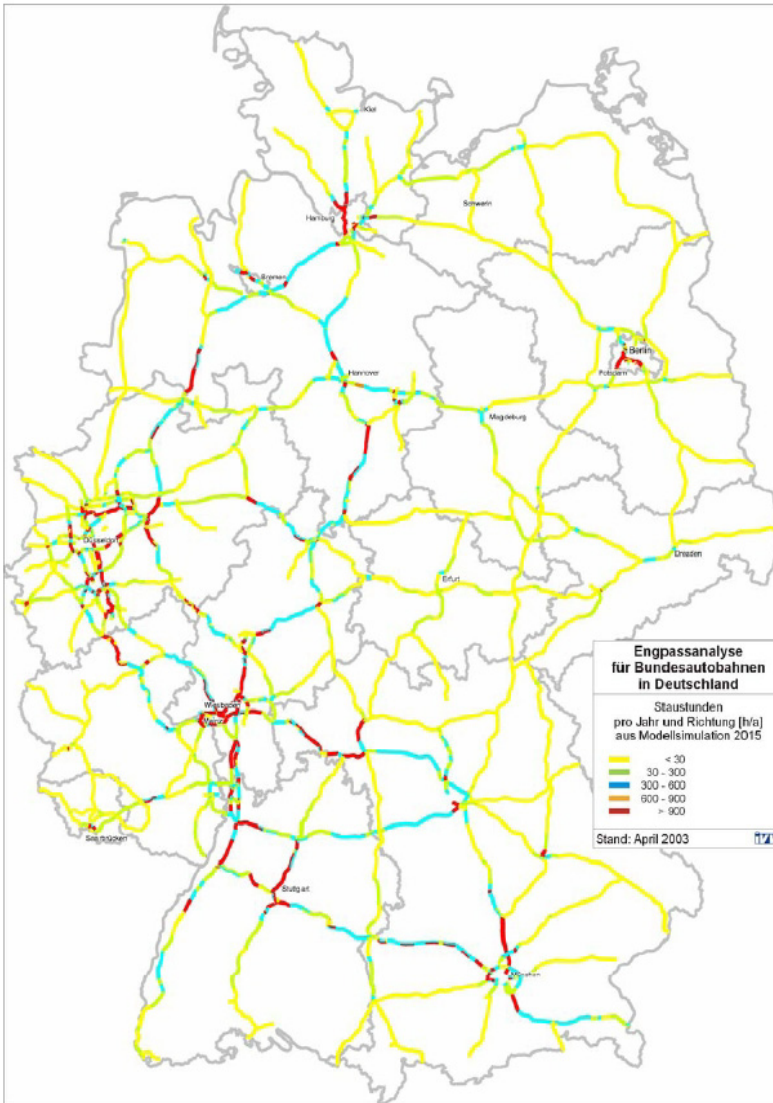 Kiel
Schwerin
Hamburg
Bremen
Berlin
Potsdam
Hannover
Magdeburg
Düsseldorf
Dresden
Erfurt
Wiesbaden
Mainz
Saarbrücken
Stuttgart
München
Engpassanalyse
für Bundesautobahnen
in Deutschland
Staustunden
pro Jahr und Richtung [h/a]
aus Modellsimulation 2015
< 30
30 - 300
300 - 600
600 - 900
> 900
Stand: April 2003